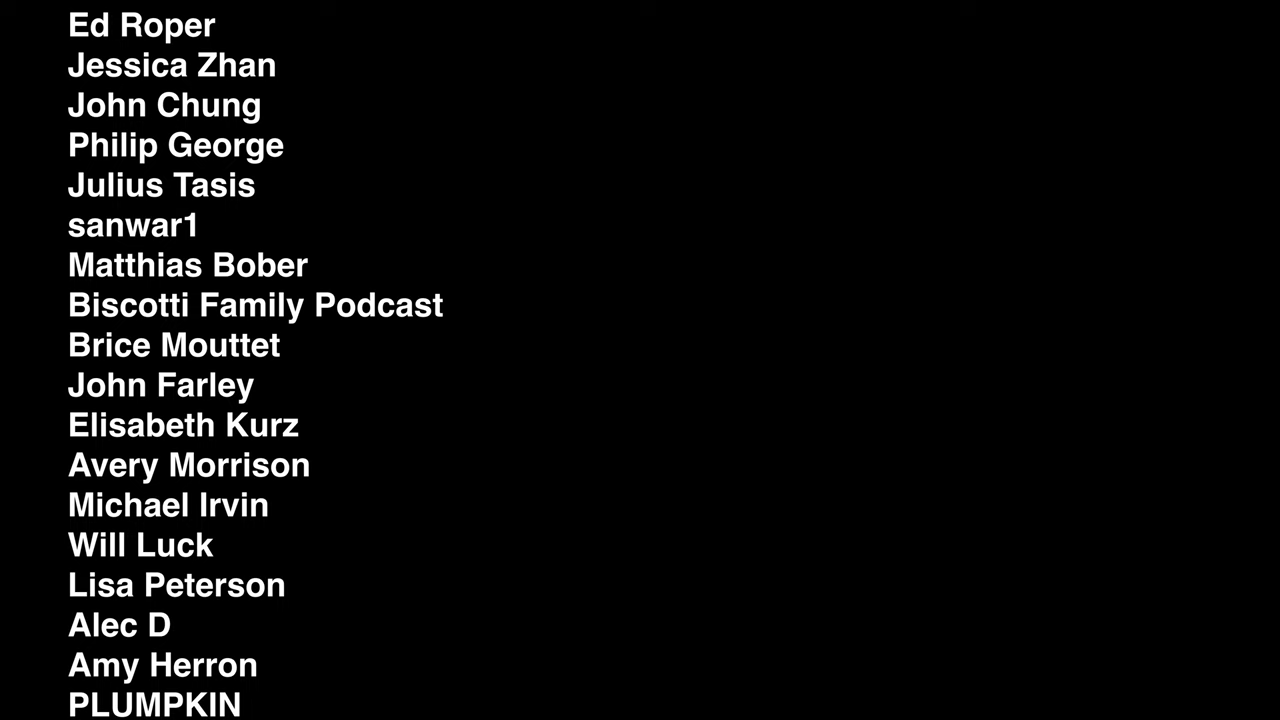 Ed Roper
Jessica Zhan
John Chung
Philip George
Julius Tasis
sanwar1
Matthias Bober
Biscotti Family Podcast
Brice Mouttet
John Farley
Elisabeth Kurz
Avery Morrison
Michael Irvin
Will Luck
Lisa Peterson
Alec D
Amy Herron
PLUMPKIN